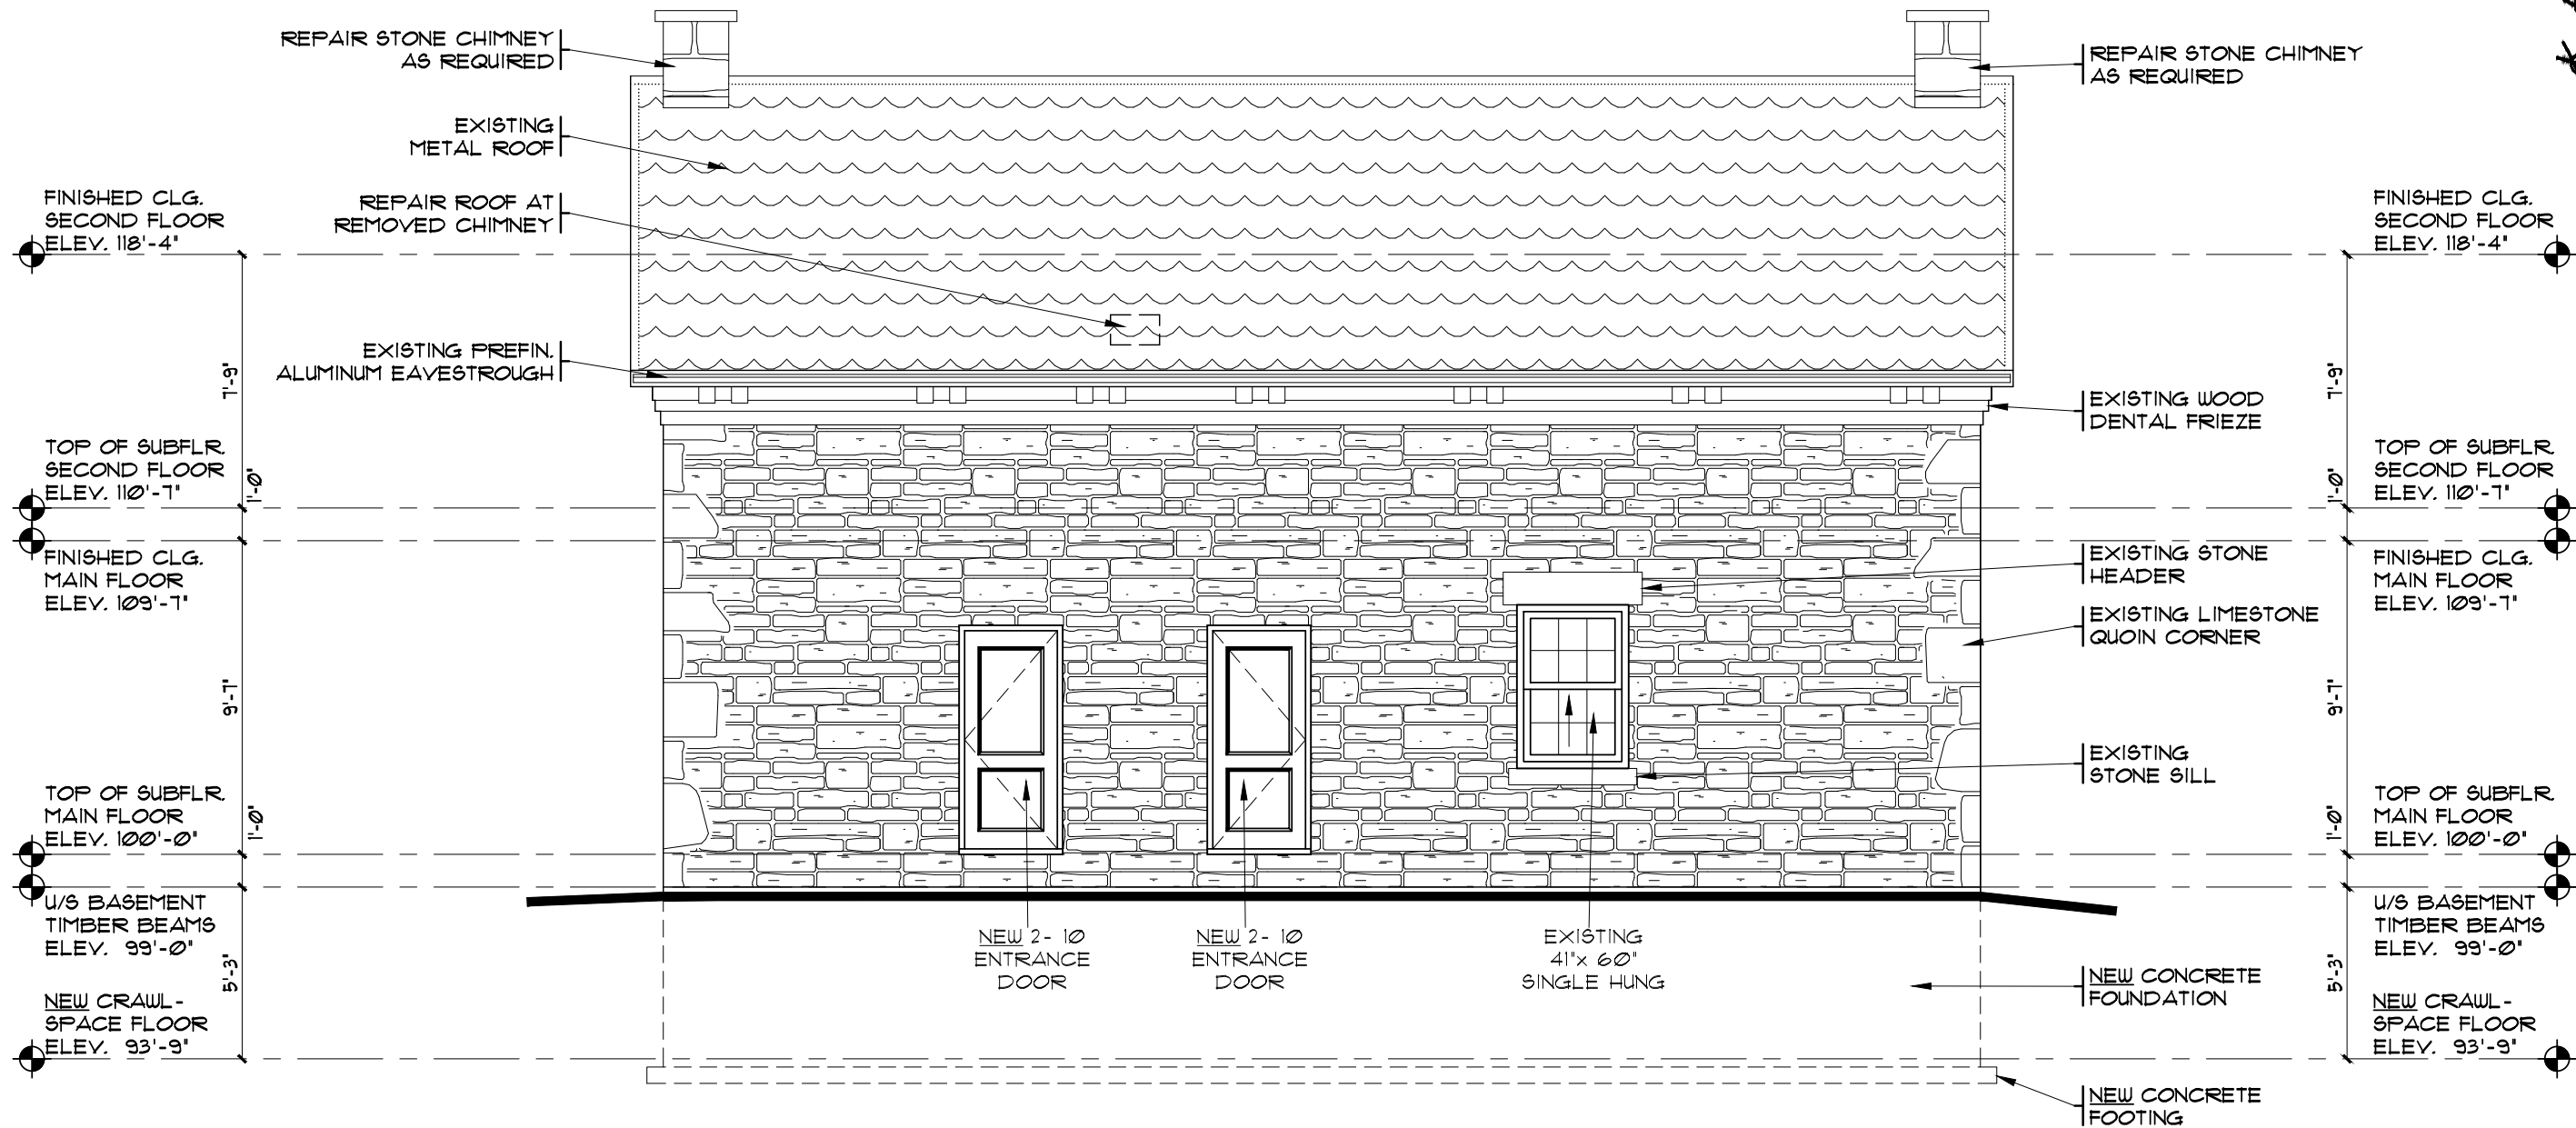 REPAIR STONE CHIMNEY
AS REQUIRED
EXISTING
METAL ROOF
REPAIR ROOF AT
REMOVED CHIMNEY
EXISTING PREFIN.
ALUMINUM EAVESTROUGH
FINISHED CLG.
SECOND FLOOR
ELEV. 118'-4"
7'-9"
TOP OF SUBFLR.
SECOND FLOOR
ELEV. 110'-7"
1'-0"
FINISHED CLG.
MAIN FLOOR
ELEV. 109'-7"
9'-7"
TOP OF SUBFLR.
MAIN FLOOR
ELEV. 100'-0"
1'-0"
U/S BASEMENT
TIMBER BEAMS
ELEV. 99'-0"
5'-3"
NEW CRAWL-
SPACE FLOOR
ELEV. 93'-9"
NEW 2- 10
ENTRANCE
DOOR
NEW 2- 10
ENTRANCE
DOOR
EXISTING
41"x 60"
SINGLE HUNG
REPAIR STONE CHIMNEY
AS REQUIRED
EXISTING WOOD
DENTAL FRIEZE
EXISTING STONE
HEADER
EXISTING LIMESTONE
QUOIN CORNER
EXISTING
STONE SILL
NEW CONCRETE
FOUNDATION
NEW CONCRETE
FOOTING
FINISHED CLG.
SECOND FLOOR
ELEV. 118'-4"
7'-9"
TOP OF SUBFLR.
SECOND FLOOR
ELEV. 110'-7"
1'-0"
FINISHED CLG.
MAIN FLOOR
ELEV. 109'-7"
9'-7"
TOP OF SUBFLR.
MAIN FLOOR
ELEV. 100'-0"
1'-0"
U/S BASEMENT
TIMBER BEAMS
ELEV. 99'-0"
5'-3"
NEW CRAWL-
SPACE FLOOR
ELEV. 93'-9"